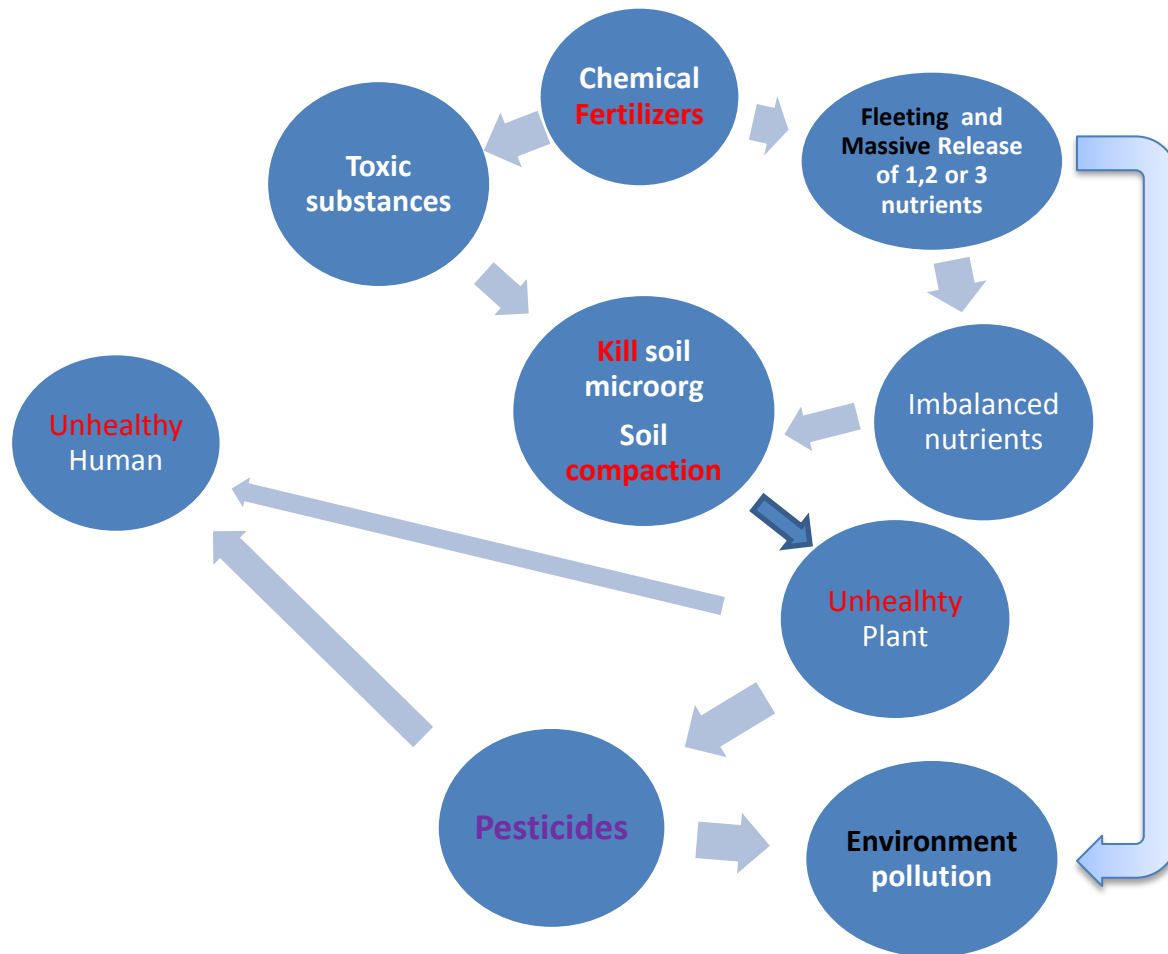 Chemical
Fertilizers
Toxic
substances
Fleeting and
Massive Release
of 1,2 or 3
nutrients
Kill soil
microorg
Soil
compaction
Imbalanced
nutrients
Unhealthy
Human
Unhealhty
Plant
Pesticides
Environment
pollution